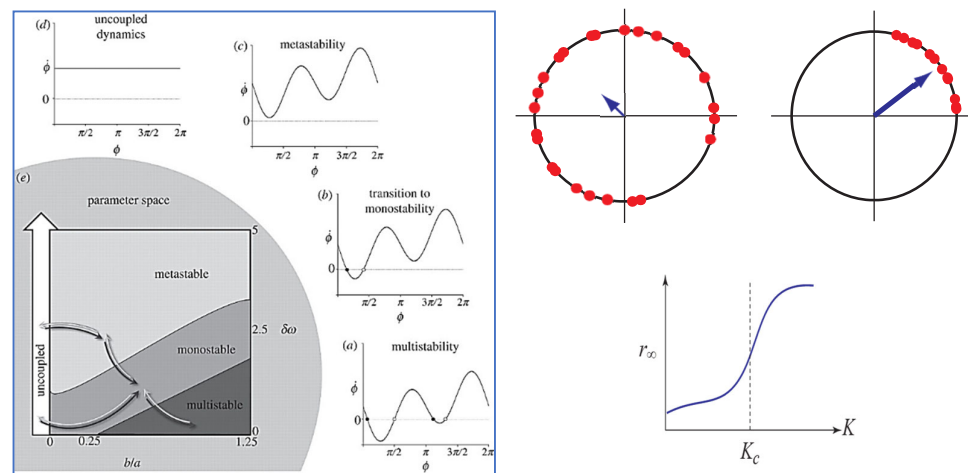 (d)
uncoupled
dynamics
φ̇
0
π/2 π 3π/2 2π
φ
(c)
metastability
φ̇
0
π/2 π 3π/2 2π
φ
(e)
parameter space
uncoupled
metastable
monostable
multistable
5
2.5 δω
0
0 0.25 1.25
b/a
(b)
transition to
monostability
φ̇
0
π/2 π 3π/2 2π
φ
(a)
multistability
φ̇
0
π/2 π 3π/2 2π
φ
r∞
K
Kc